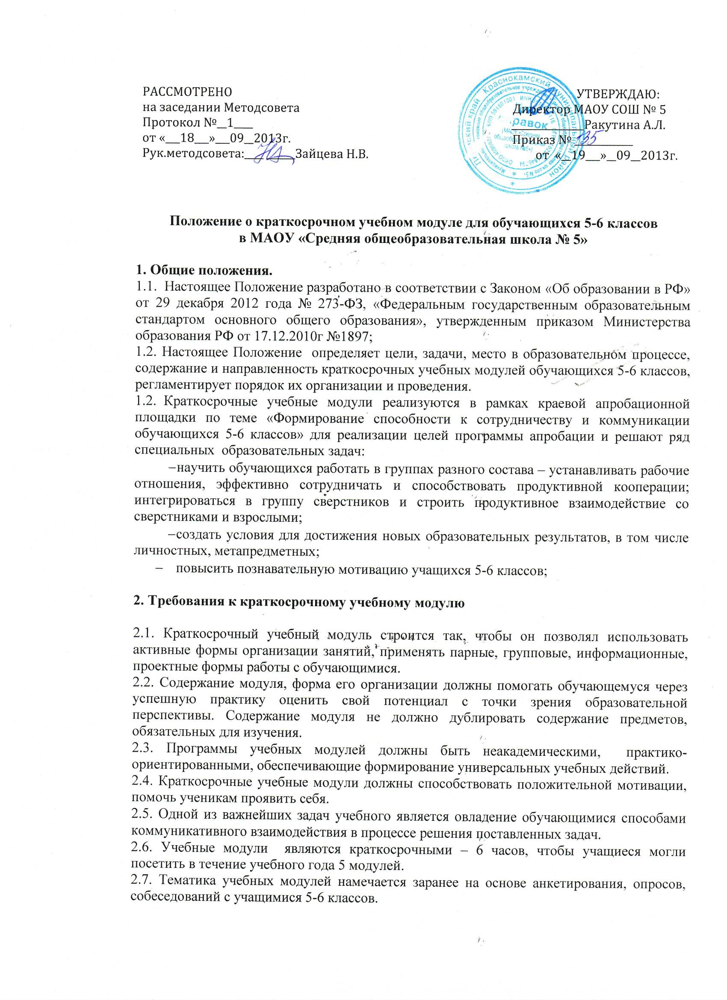 РАССМОТРЕНО
на заседании Методсовета
Протокол №__1___
от «___18___»___09__2013г.
Рук.методсовета:________Зайцева Н.В.
УТВЕРЖДАЮ:
Директор МАОУ СОШ № 5
____________Ракутина А.Л.
Приказ № 135
от «__19___»__09__2013г.
Краснокамский муниципальный район
Положение о краткосрочном учебном модуле для обучающихся 5-6 классов
в МАОУ «Средняя общеобразовательная школа № 5»
1. Общие положения.
1.1. Настоящее Положение разработано в соответствии с Законом «Об образовании в РФ»
от 29 декабря 2012 года № 273-ФЗ, «Федеральным государственным образовательным
стандартом основного общего образования», утвержденным приказом Министерства
образования РФ от 17.12.2010г №1897;
1.2. Настоящее Положение определяет цели, задачи, место в образовательном процессе,
содержание и направленность краткосрочных учебных модулей обучающихся 5-6 классов,
регламентирует порядок их организации и проведения.
1.2. Краткосрочные учебные модули реализуются в рамках краевой апробационной
площадки по теме «Формирование способности к сотрудничеству и коммуникации
обучающихся 5-6 классов» для реализации целей программы апробации и решают ряд
специальных образовательных задач:
–научить обучающихся работать в группах разного состава – устанавливать рабочие
отношения, эффективно сотрудничать и способствовать продуктивной кооперации;
интегрироваться в группу сверстников и строить продуктивное взаимодействие со
сверстниками и взрослыми;
–создать условия для достижения новых образовательных результатов, в том числе
личностных, метапредметных;
– повысить познавательную мотивацию учащихся 5-6 классов;
2. Требования к краткосрочному учебному модулю
2.1. Краткосрочный учебный модуль строится так, чтобы он позволял использовать
активные формы организации занятий, применять парные, групповые, информационные,
проектные формы работы с обучающимися.
2.2. Содержание модуля, форма его организации должны помогать обучающемуся через
успешную практику оценить свой потенциал с точки зрения образовательной
перспективы. Содержание модуля не должно дублировать содержание предметов,
обязательных для изучения.
2.3. Программы учебных модулей должны быть неакадемическими, практико-
ориентированными, обеспечивающие формирование универсальных учебных действий.
2.4. Краткосрочные учебные модули должны способствовать положительной мотивации,
помочь ученикам проявить себя.
2.5. Одной из важнейших задач учебного является овладение обучающимися способами
коммуникативного взаимодействия в процессе решения поставленных задач.
2.6. Учебные модули являются краткосрочными – 6 часов, чтобы учащиеся могли
посетить в течение учебного года 5 модулей.
2.7. Тематика учебных модулей намечается заранее на основе анкетирования, опросов,
собеседований с учащимися 5-6 классов.